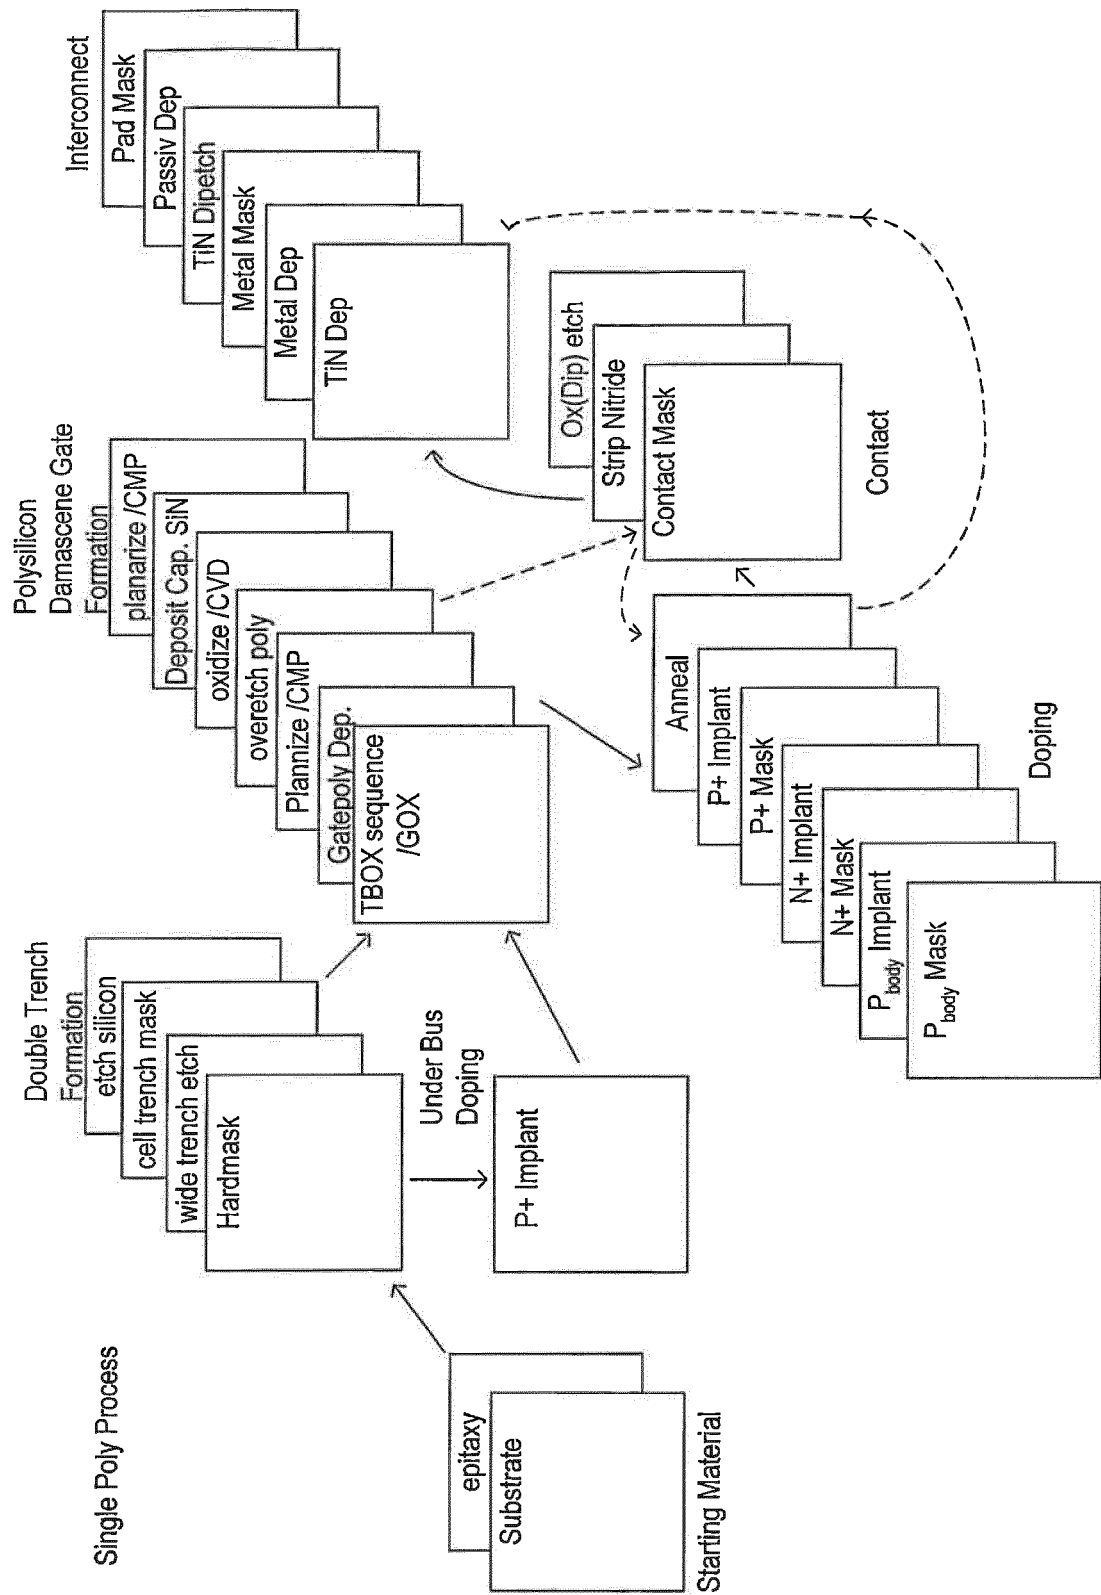 Single Poly Process
Starting Material
Substrate
epitaxy
Double Trench
Formation
Hardmask
wide trench etch
cell trench mask
etch silicon
Under Bus
Doping
P+ Implant
Polysilicon
Damascene Gate
Formation
TBOX sequence
/GOX
Gatepoly Dep.
Plannize /CMP
overetch poly
oxidize /CVD
Deposit Cap. SiN
planarize /CMP
Doping
Pbody Mask
Pbody Implant
N+ Mask
N+ Implant
P+ Mask
P+ Implant
Anneal
Contact
Contact Mask
Strip Nitride
Ox(Dip) etch
Interconnect
TiN Dep
Metal Dep
Metal Mask
TiN Dipetch
Passiv Dep
Pad Mask